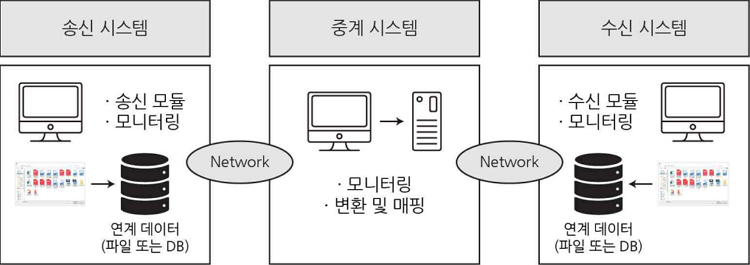 송신 시스템
중계 시스템
수신 시스템
· 송신 모듈
· 모니터링
연계 데이터
(파일 또는 DB)
Network
· 모니터링
· 변환 및 매핑
Network
· 수신 모듈
· 모니터링
연계 데이터
(파일 또는 DB)